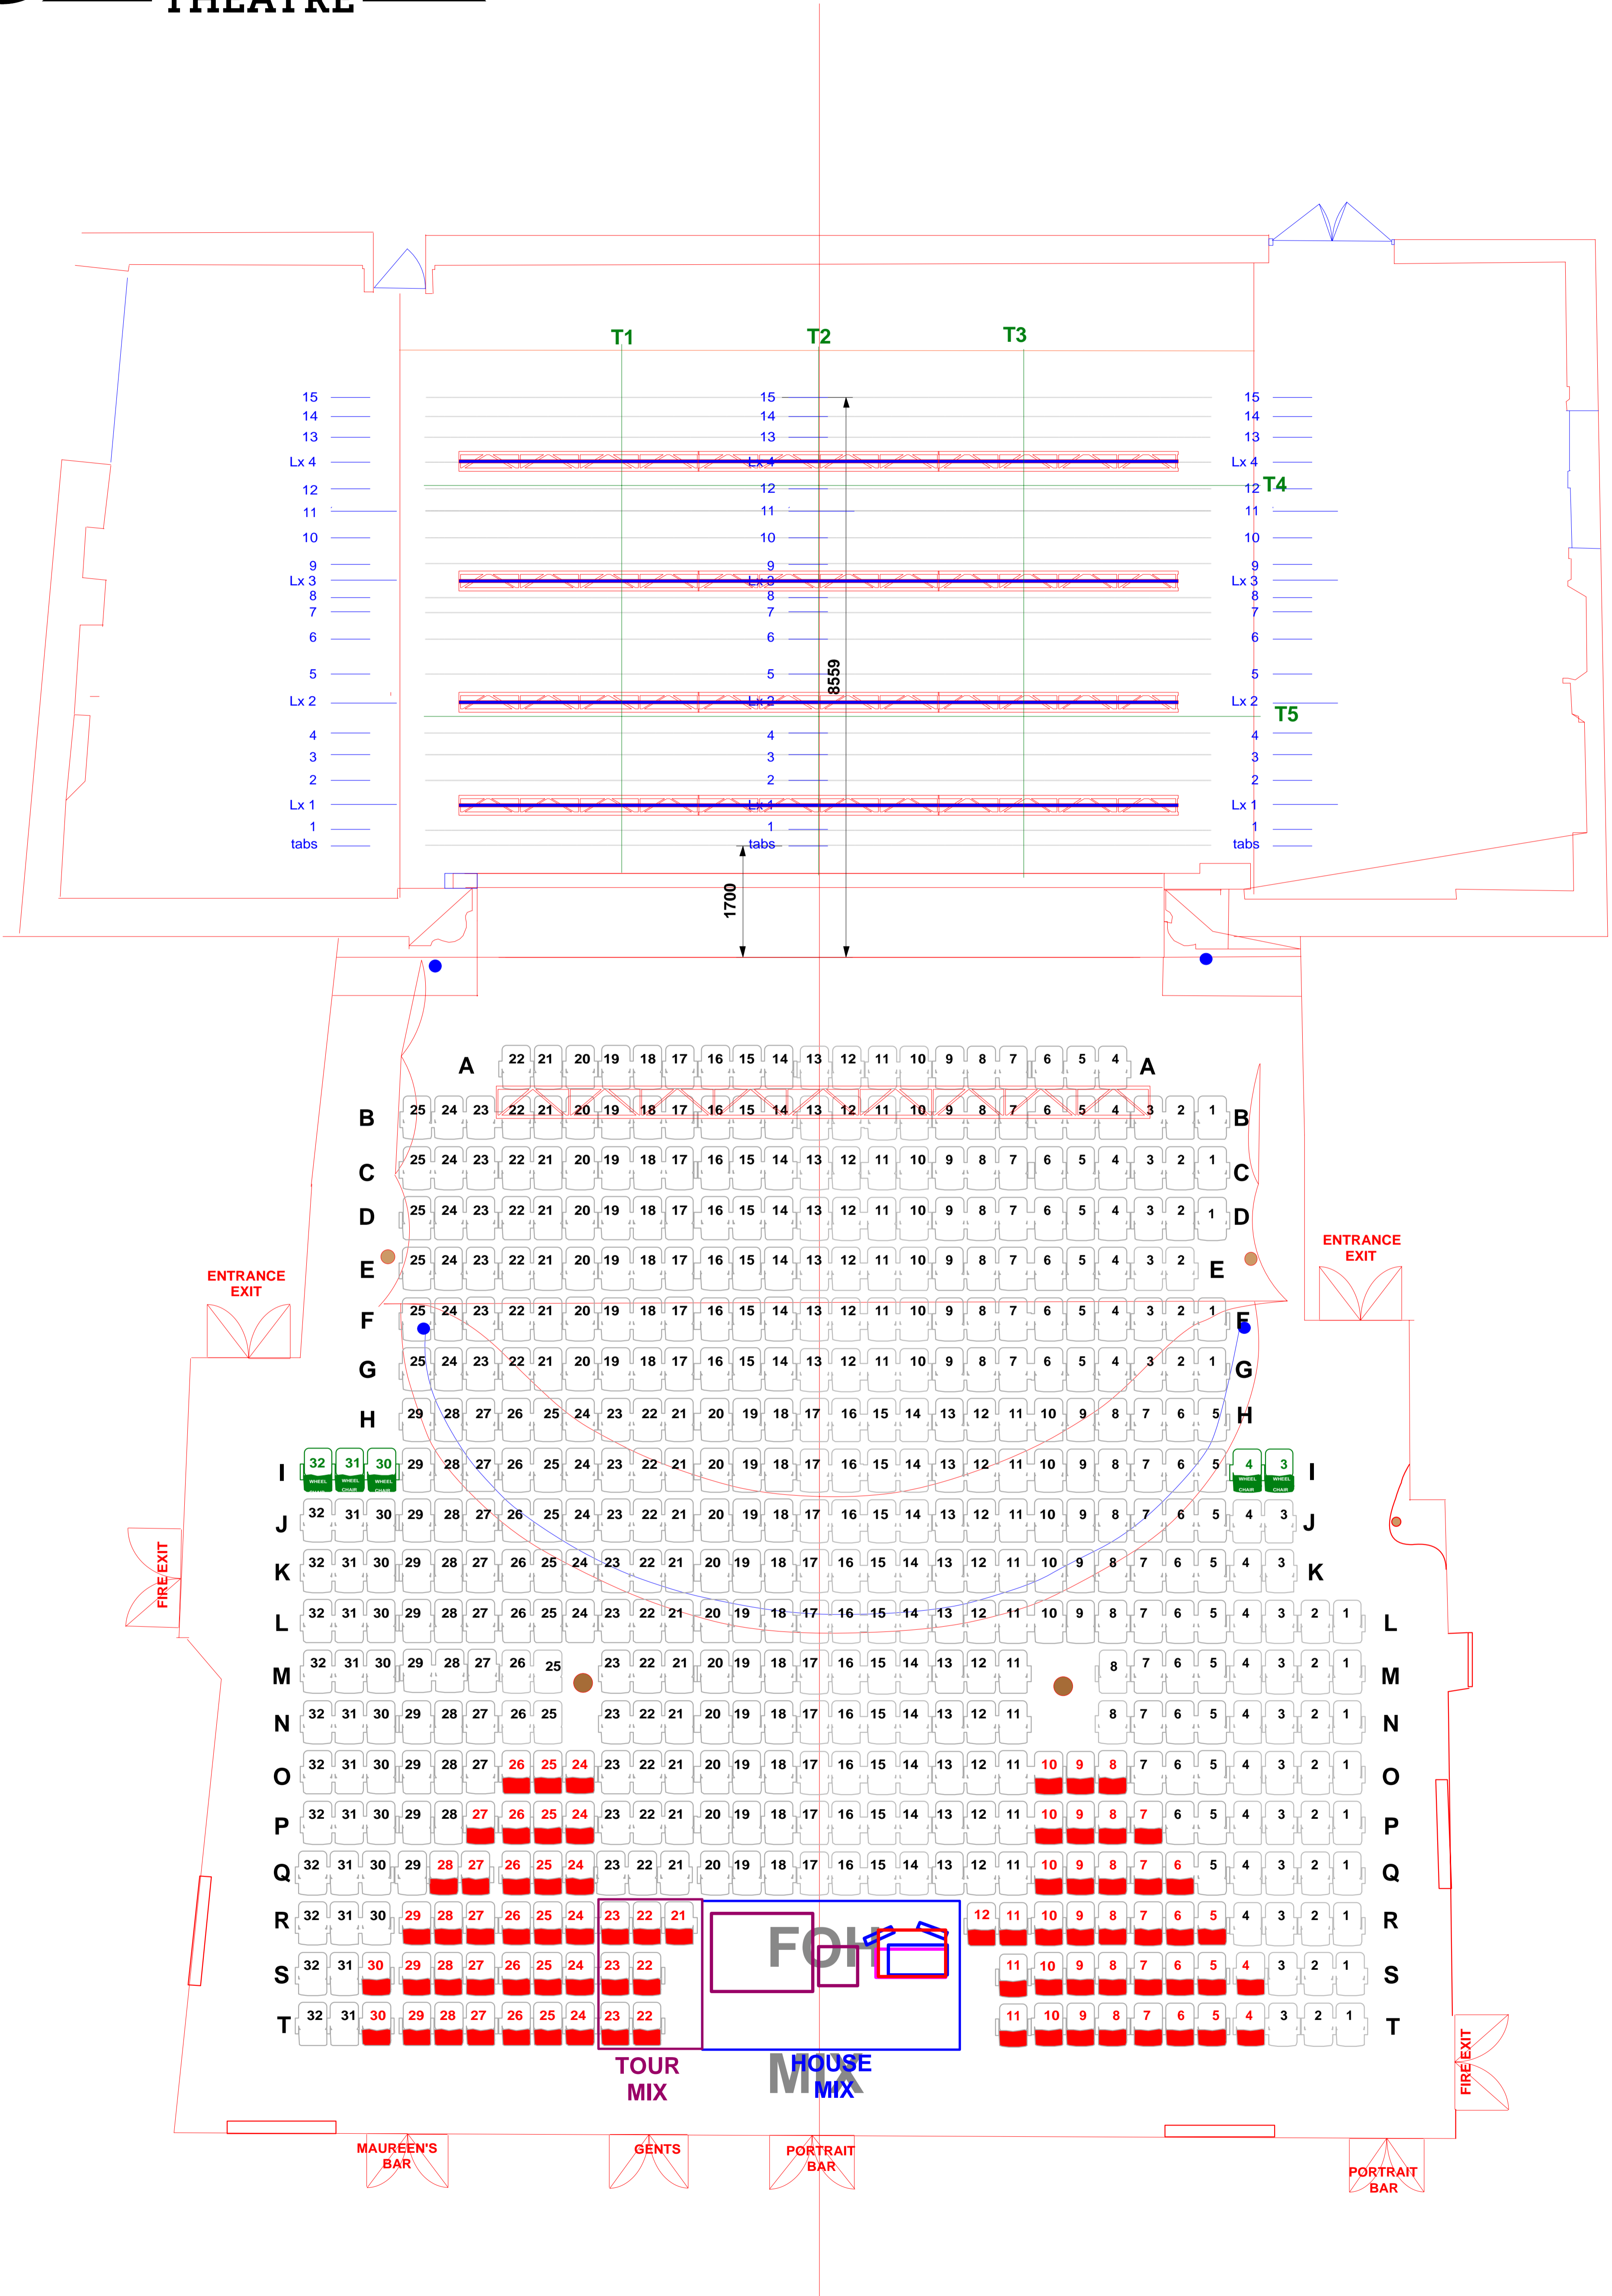 THEATRE
T1 T2 T3
15 15 15
14 14 14
13 13 13
Lx 4 Lx 4 Lx 4
T4
12 12 12
11 11 11
10 10 10
9 9 9
Lx 3 Lx 3 Lx 3
8 8 8
7 7 7
6 6 6
8559
5 5 5
Lx 2 Lx 2 Lx 2
T5
4 4 4
3 3 3
2 2 2
Lx 1 Lx 1 Lx 1
1 1 1
tabs tabs tabs
1700
A 22 21 20 19 18 17 16 15 14 13 12 11 10 9 8 7 6 5 4 A
B 25 24 23 22 21 20 19 18 17 16 15 14 13 12 11 10 9 8 7 6 5 4 3 2 1 B
C 25 24 23 22 21 20 19 18 17 16 15 14 13 12 11 10 9 8 7 6 5 4 3 2 1 C
D 25 24 23 22 21 20 19 18 17 16 15 14 13 12 11 10 9 8 7 6 5 4 3 2 1 D
E 25 24 23 22 21 20 19 18 17 16 15 14 13 12 11 10 9 8 7 6 5 4 3 2 E
ENTRANCE
EXIT
ENTRANCE
EXIT
F 25 24 23 22 21 20 19 18 17 16 15 14 13 12 11 10 9 8 7 6 5 4 3 2 1 F
G 25 24 23 22 21 20 19 18 17 16 15 14 13 12 11 10 9 8 7 6 5 4 3 2 1 G
H 29 28 27 26 25 24 23 22 21 20 19 18 17 16 15 14 13 12 11 10 9 8 7 6 5 H
I 32 31 30 29 28 27 26 25 24 23 22 21 20 19 18 17 16 15 14 13 12 11 10 9 8 7 6 5 4 3 I
WHEEL WHEEL WHEEL WHEEL WHEEL
CHAIR CHAIR CHAIR CHAIR CHAIR
J 32 31 30 29 28 27 26 25 24 23 22 21 20 19 18 17 16 15 14 13 12 11 10 9 8 7 6 5 4 3 J
FIRE EXIT
K 32 31 30 29 28 27 26 25 24 23 22 21 20 19 18 17 16 15 14 13 12 11 10 9 8 7 6 5 4 3 K
L 32 31 30 29 28 27 26 25 24 23 22 21 20 19 18 17 16 15 14 13 12 11 10 9 8 7 6 5 4 3 2 1 L
M 32 31 30 29 28 27 26 25 23 22 21 20 19 18 17 16 15 14 13 12 11 8 7 6 5 4 3 2 1 M
N 32 31 30 29 28 27 26 25 23 22 21 20 19 18 17 16 15 14 13 12 11 8 7 6 5 4 3 2 1 N
O 32 31 30 29 28 27 26 25 24 23 22 21 20 19 18 17 16 15 14 13 12 11 10 9 8 7 6 5 4 3 2 1 O
P 32 31 30 29 28 27 26 25 24 23 22 21 20 19 18 17 16 15 14 13 12 11 10 9 8 7 6 5 4 3 2 1 P
Q 32 31 30 29 28 27 26 25 24 23 22 21 20 19 18 17 16 15 14 13 12 11 10 9 8 7 6 5 4 3 2 1 Q
R 32 31 30 29 28 27 26 25 24 23 22 21 12 11 10 9 8 7 6 5 4 3 2 1 R
S 32 31 30 29 28 27 26 25 24 23 22 11 10 9 8 7 6 5 4 3 2 1 S
T 32 31 30 29 28 27 26 25 24 23 22 11 10 9 8 7 6 5 4 3 2 1 T
FOH
MIX
TOUR
MIX
HOUSE
MIX
FIRE EXIT
MAUREEN'S
BAR
GENTS
PORTRAIT
BAR
PORTRAIT
BAR